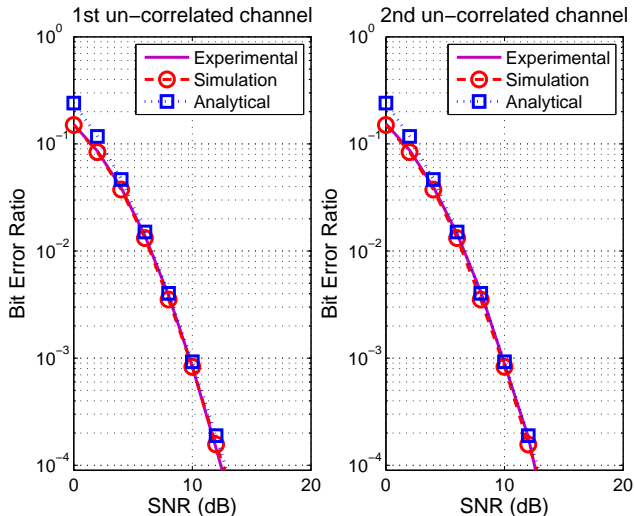 1st un−correlated channel
Experimental
Simulation
Analytical
10^0
10^−1
10^−2
10^−3
10^−4
Bit Error Ratio
0
10
20
SNR (dB)
2nd un−correlated channel
Experimental
Simulation
Analytical
10^0
10^−1
10^−2
10^−3
10^−4
Bit Error Ratio
0
10
20
SNR (dB)